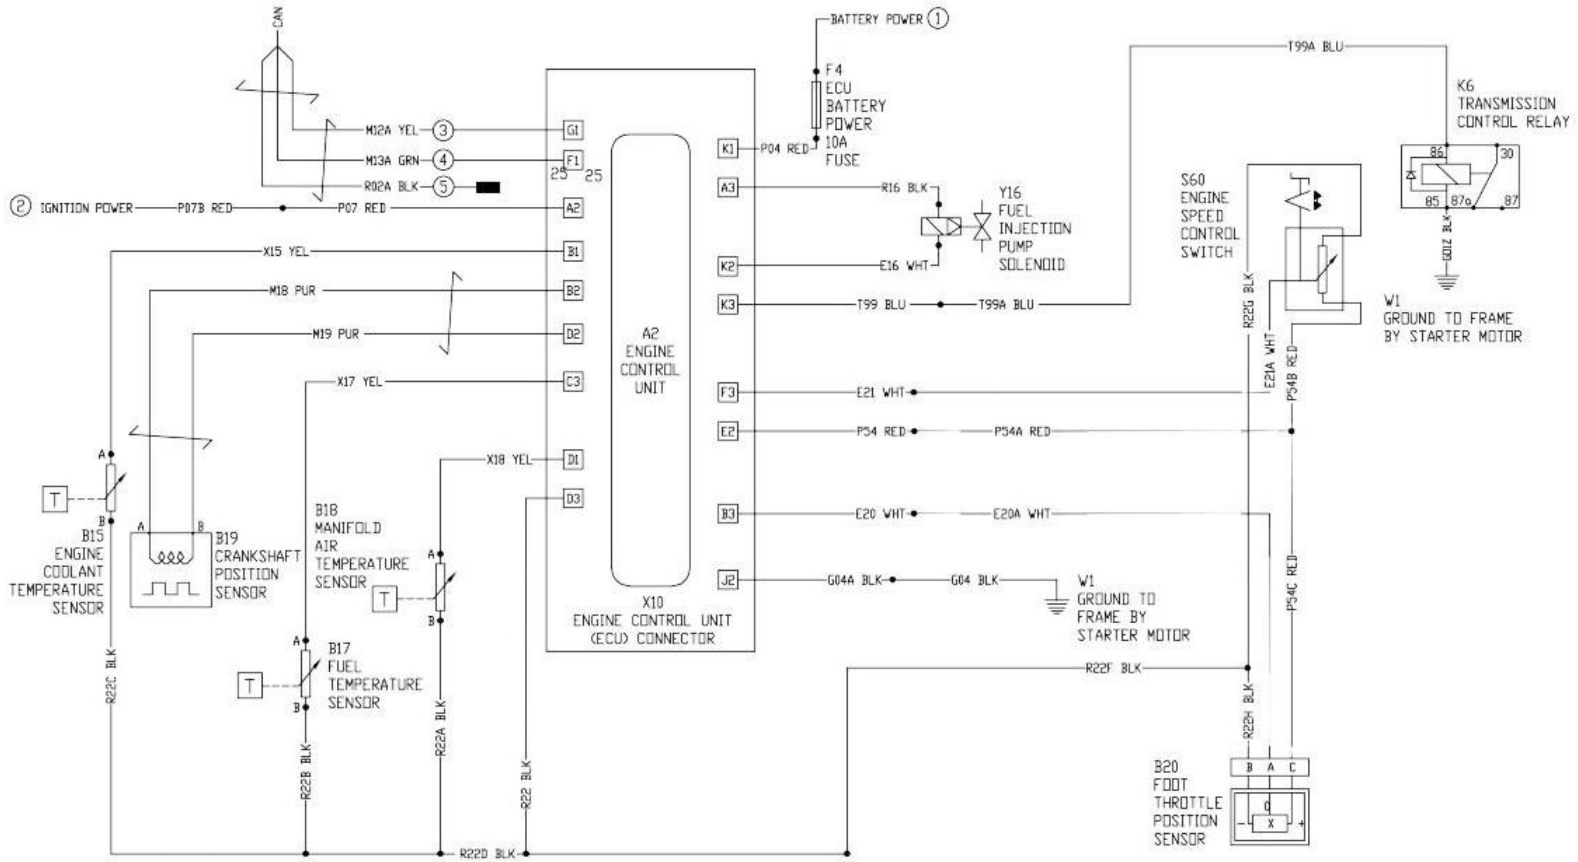 CAN
BATTERY POWER 1
T99A BLU
F4
ECU
BATTERY
POWER
10A
FUSE
K6
TRANSMISSION
CONTROL RELAY
M12A YEL 3
G1
K1
P04 RED
86
30
M13A GRN 4
F1
25 25
R02A BLK 5
A3
R16 BLK
Y16
FUEL
INJECTION
PUMP
SOLENOID
S60
ENGINE
SPEED
CONTROL
SWITCH
85
87a
87
2 IGNITION POWER
P07B RED
P07 RED
A2
G01Z BLK
X15 YEL
B1
K2
E16 WHT
M18 PUR
B2
K3
T99 BLU
T99A BLU
R22G BLK
W1
GROUND TO FRAME
BY STARTER MOTOR
M19 PUR
D2
A2
ENGINE
CONTROL
UNIT
E21A WHT
P54B RED
X17 YEL
C3
F3
E21 WHT
E2
P54 RED
P54A RED
A
X18 YEL
D1
T
D3
B
B15
ENGINE
COOLANT
TEMPERATURE
SENSOR
A
B
B19
CRANKSHAFT
POSITION
SENSOR
B18
MANIFOLD
AIR
TEMPERATURE
SENSOR
A
T
B
B3
E20 WHT
E20A WHT
J2
G04A BLK
G04 BLK
W1
GROUND TO
FRAME BY
STARTER MOTOR
P54C RED
X10
ENGINE CONTROL UNIT
(ECU) CONNECTOR
A
B17
FUEL
TEMPERATURE
SENSOR
T
B
R22C BLK
R22F BLK
R22A BLK
R22H BLK
R22B BLK
R22 BLK
B20
FOOT
THROTTLE
POSITION
SENSOR
B A C
0
- X +
R22D BLK